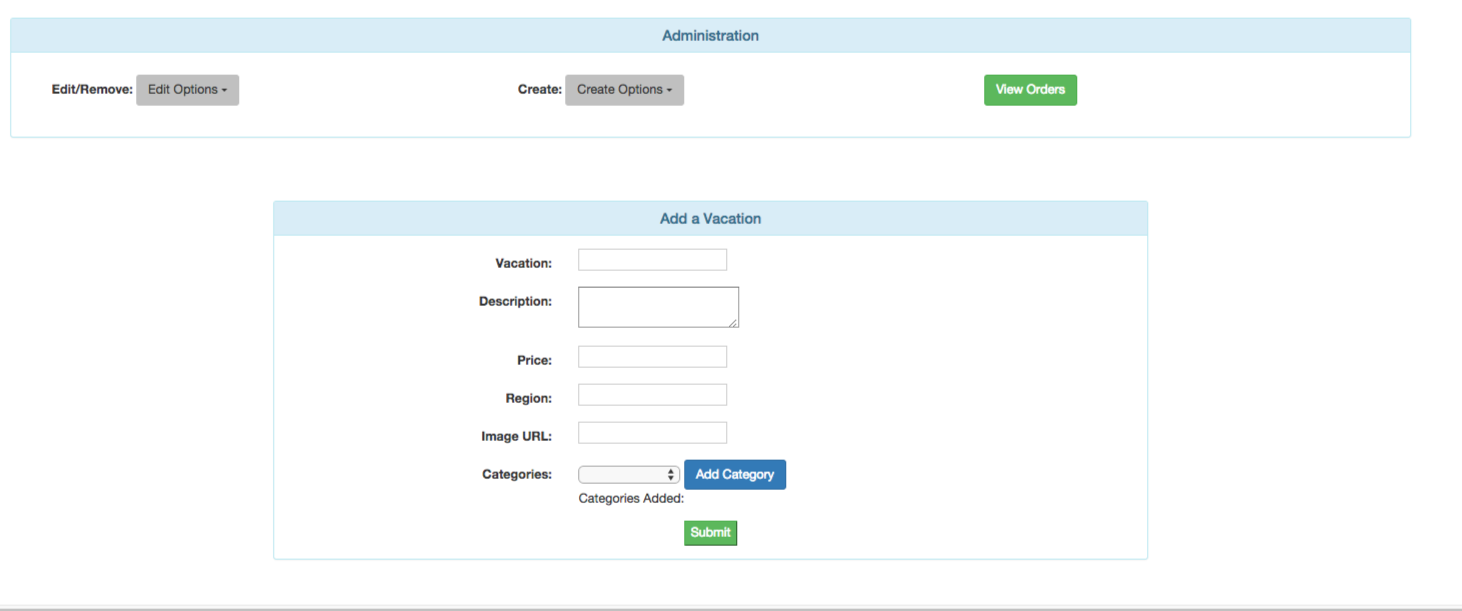 Administration
Edit/Remove: Edit Options Create: Create Options View Orders
Add a Vacation
Vacation:
Description:
Price:
Region:
Image URL:
Categories: Add Category
Categories Added:
Submit